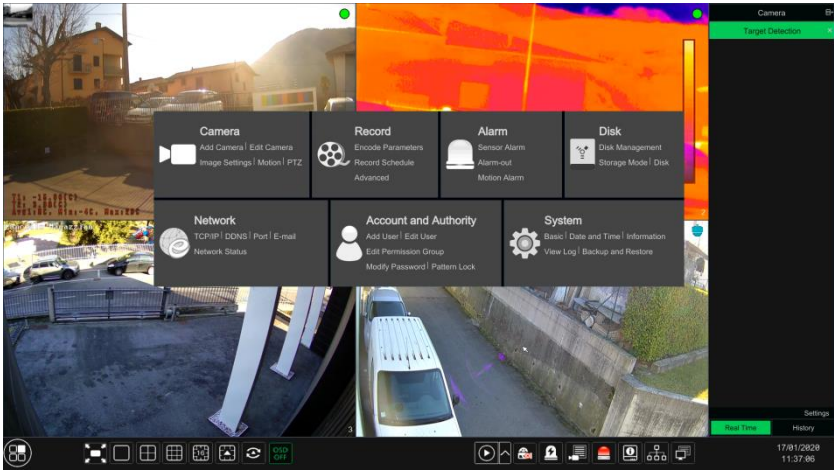 Camera
Target Detection
Camera
Add Camera | Edit Camera
Image Settings | Motion | PTZ
Record
Encode Parameters
Record Schedule
Advanced
Alarm
Sensor Alarm
Alarm-out
Motion Alarm
Disk
Disk Management
Storage Mode | Disk
Network
TCP/IP | DDNS | Port | E-mail
Network Status
Account and Authority
Add User | Edit User
Edit Permission Group
Modify Password | Pattern Lock
System
Basic | Date and Time | Information
View Log | Backup and Restore
3
Settings
Real Time
History
16
OSD
OFF
17/01/2020
11:37:06